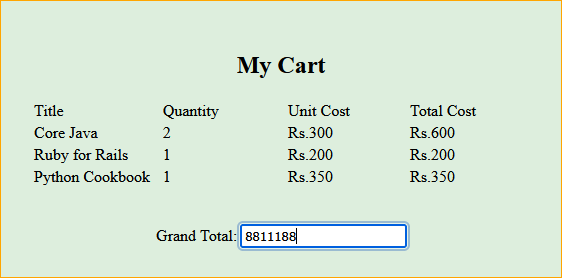 My Cart
Title Quantity Unit Cost Total Cost
Core Java 2 Rs.300 Rs.600
Ruby for Rails 1 Rs.200 Rs.200
Python Cookbook 1 Rs.350 Rs.350
Grand Total: 8811188